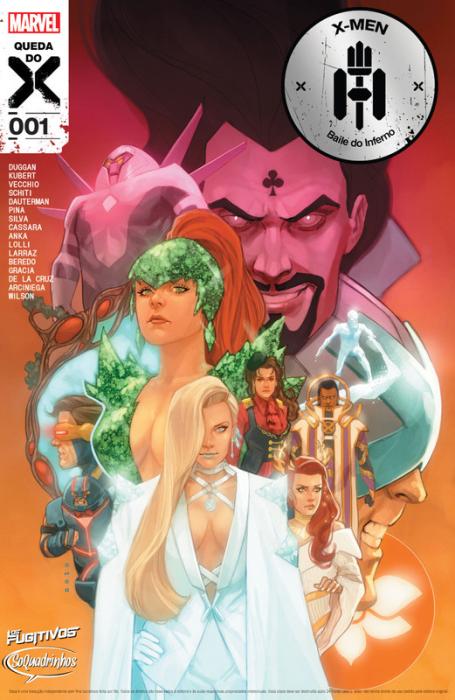 MARVEL
QUEDA
DO
X
001
X-MEN
Baile do Inferno
DUGGAN
KUBERT
VECCHIO
SCHITI
DAUTERMAN
PINA
SILVA
CASSARA
ANKA
LOLLI
LARRAZ
BEREDO
GRACIA
DE LA CRUZ
ARCINIEGA
WILSON
OS
FUGITIVOS
SoQuadrinhos